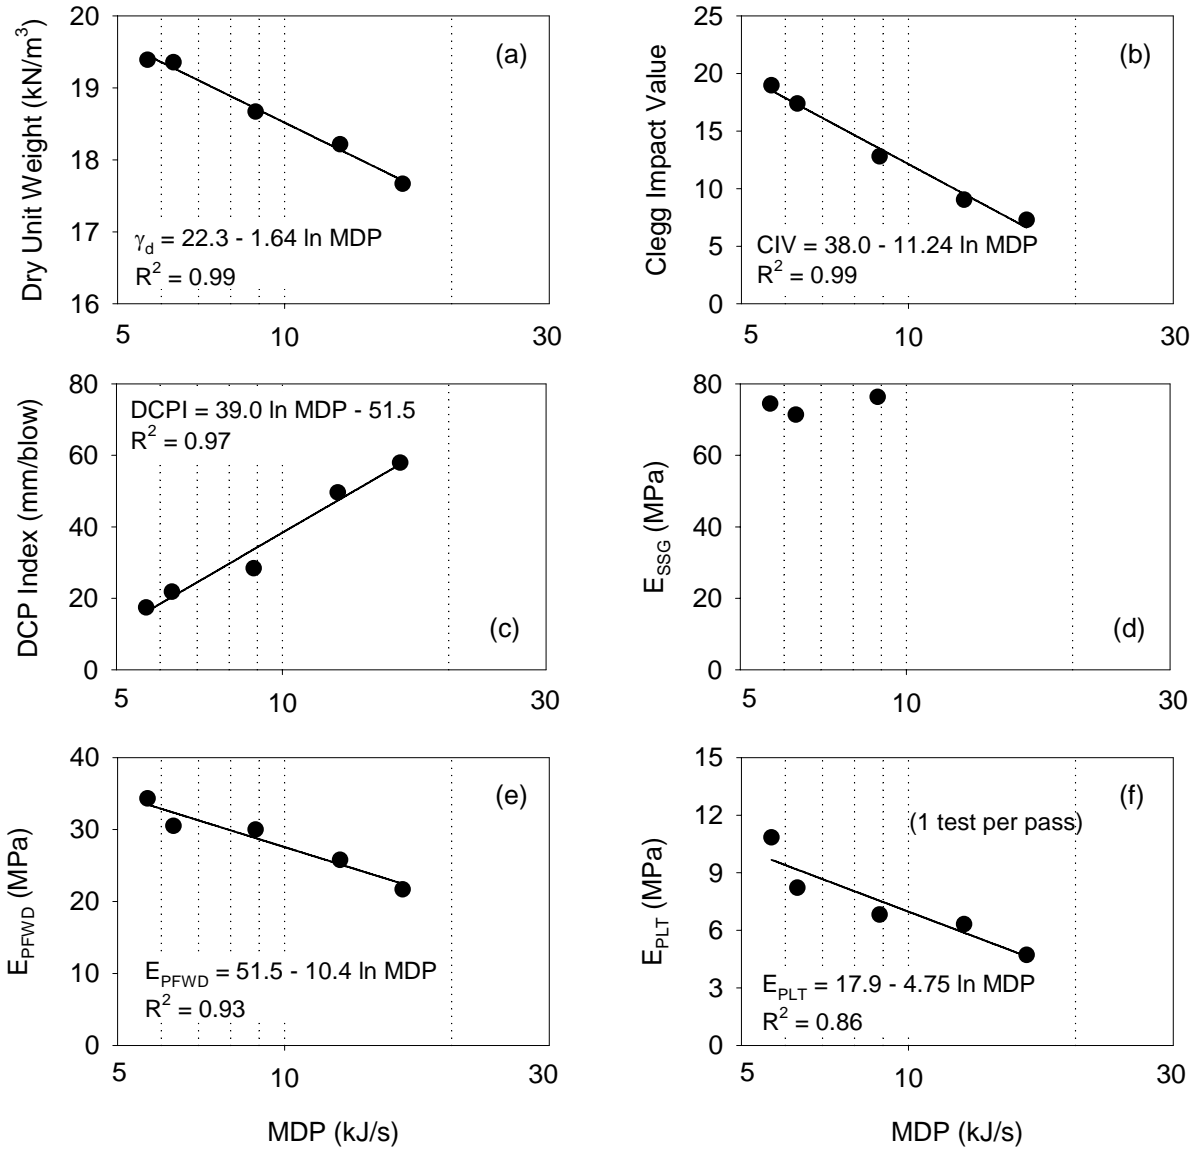 20
19
18
17
16
Dry Unit Weight (kN/m³)
(a)
γd = 22.3 - 1.64 ln MDP
R² = 0.99
5
10
30
25
20
15
10
5
0
Clegg Impact Value
(b)
CIV = 38.0 - 11.24 ln MDP
R² = 0.99
5
10
30
80
60
40
20
0
DCP Index (mm/blow)
DCPI = 39.0 ln MDP - 51.5
R² = 0.97
(c)
5
10
30
80
60
40
20
0
E_SSG (MPa)
(d)
5
10
30
40
30
20
10
0
E_PFWD (MPa)
(e)
E_PFWD = 51.5 - 10.4 ln MDP
R² = 0.93
5
10
30
MDP (kJ/s)
15
12
9
6
3
0
E_PLT (MPa)
(f)
(1 test per pass)
E_PLT = 17.9 - 4.75 ln MDP
R² = 0.86
5
10
30
MDP (kJ/s)